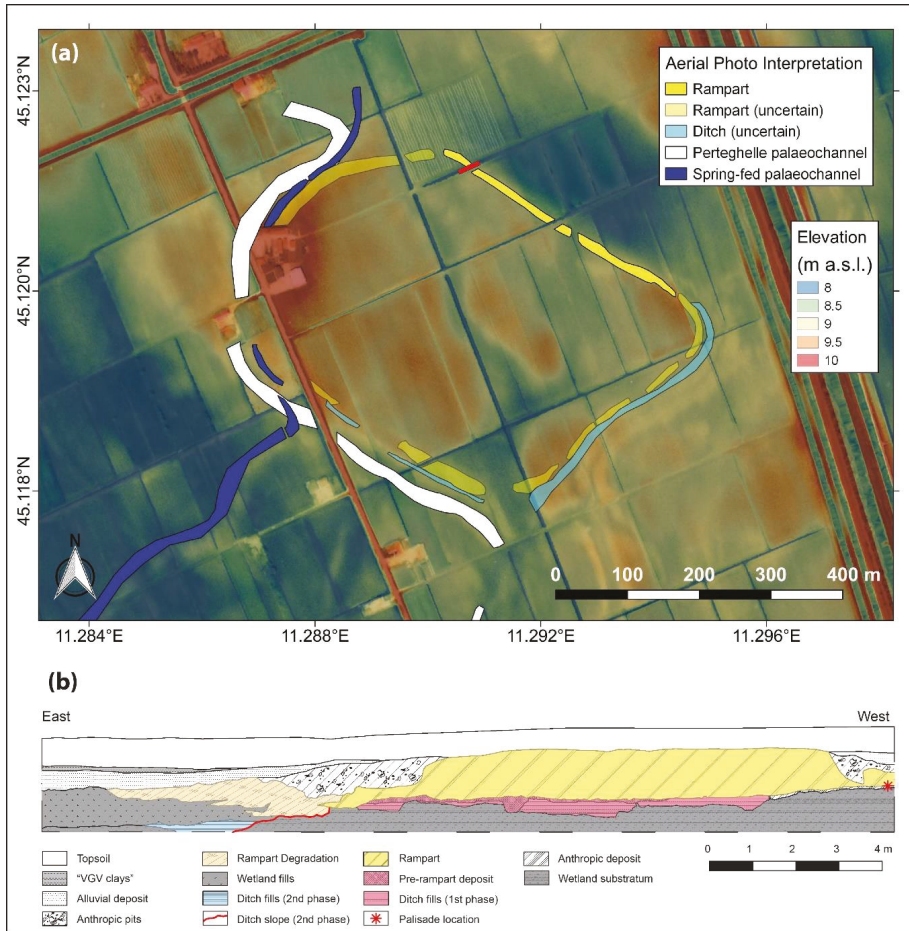 (a)
45.123°N
45.120°N
45.118°N
Aerial Photo Interpretation
Rampart
Rampart (uncertain)
Ditch (uncertain)
Perteghelle palaeochannel
Spring-fed palaeochannel
Elevation
(m a.s.l.)
8
8.5
9
9.5
10
N
0 100 200 300 400 m
11.284°E 11.288°E 11.292°E 11.296°E
(b)
East West
Topsoil
"VGV clays"
Alluvial deposit
Anthropic pits
Rampart Degradation
Wetland fills
Ditch fills (2nd phase)
Ditch slope (2nd phase)
Rampart
Pre-rampart deposit
Ditch fills (1st phase)
Palisade location
Anthropic deposit
Wetland substratum
0 1 2 3 4 m